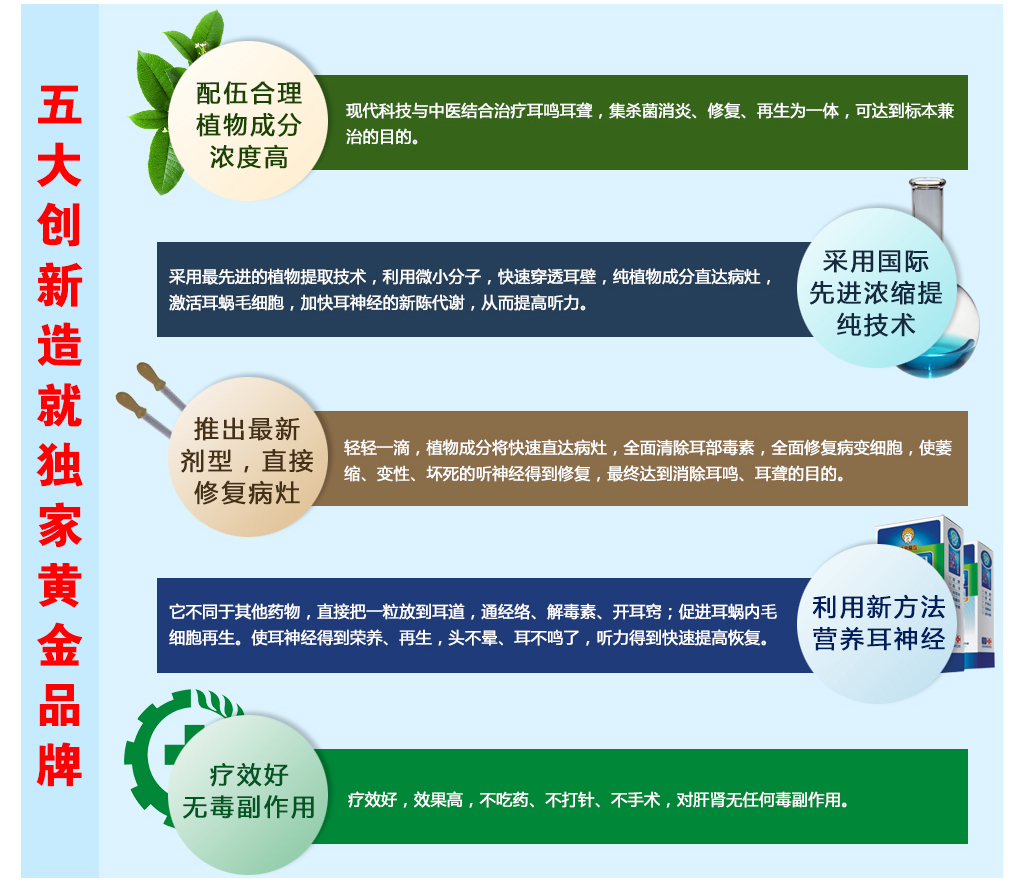 五大创新造就独家黄金品牌
配伍合理
植物成分
浓度高
现代科技与中医结合治疗耳鸣耳聋，集杀菌消炎、修复、再生为一体，可达到标本兼
治的目的。
采用最先进的植物提取技术，利用微小分子，快速穿透耳壁，纯植物成分直达病灶，
激活耳蜗毛细胞，加快耳神经的新陈代谢，从而提高听力。
采用国际
先进浓缩提
纯技术
推出最新
剂型，直接
修复病灶
轻轻一滴，植物成分将快速直达病灶，全面清除耳部毒素，全面修复病变细胞，使萎
缩、变性、坏死的听神经得到修复，最终达到消除耳鸣、耳聋的目的。
它不同于其他药物，直接把一粒放到耳道，通经络、解毒素、开耳窍；促进耳蜗内毛
细胞再生。使耳神经得到荣养、再生，头不晕、耳不鸣了，听力得到快速提高恢复。
利用新方法
营养耳神经
疗效好
无毒副作用
疗效好，效果高，不吃药、不打针、不手术，对肝肾无任何毒副作用。